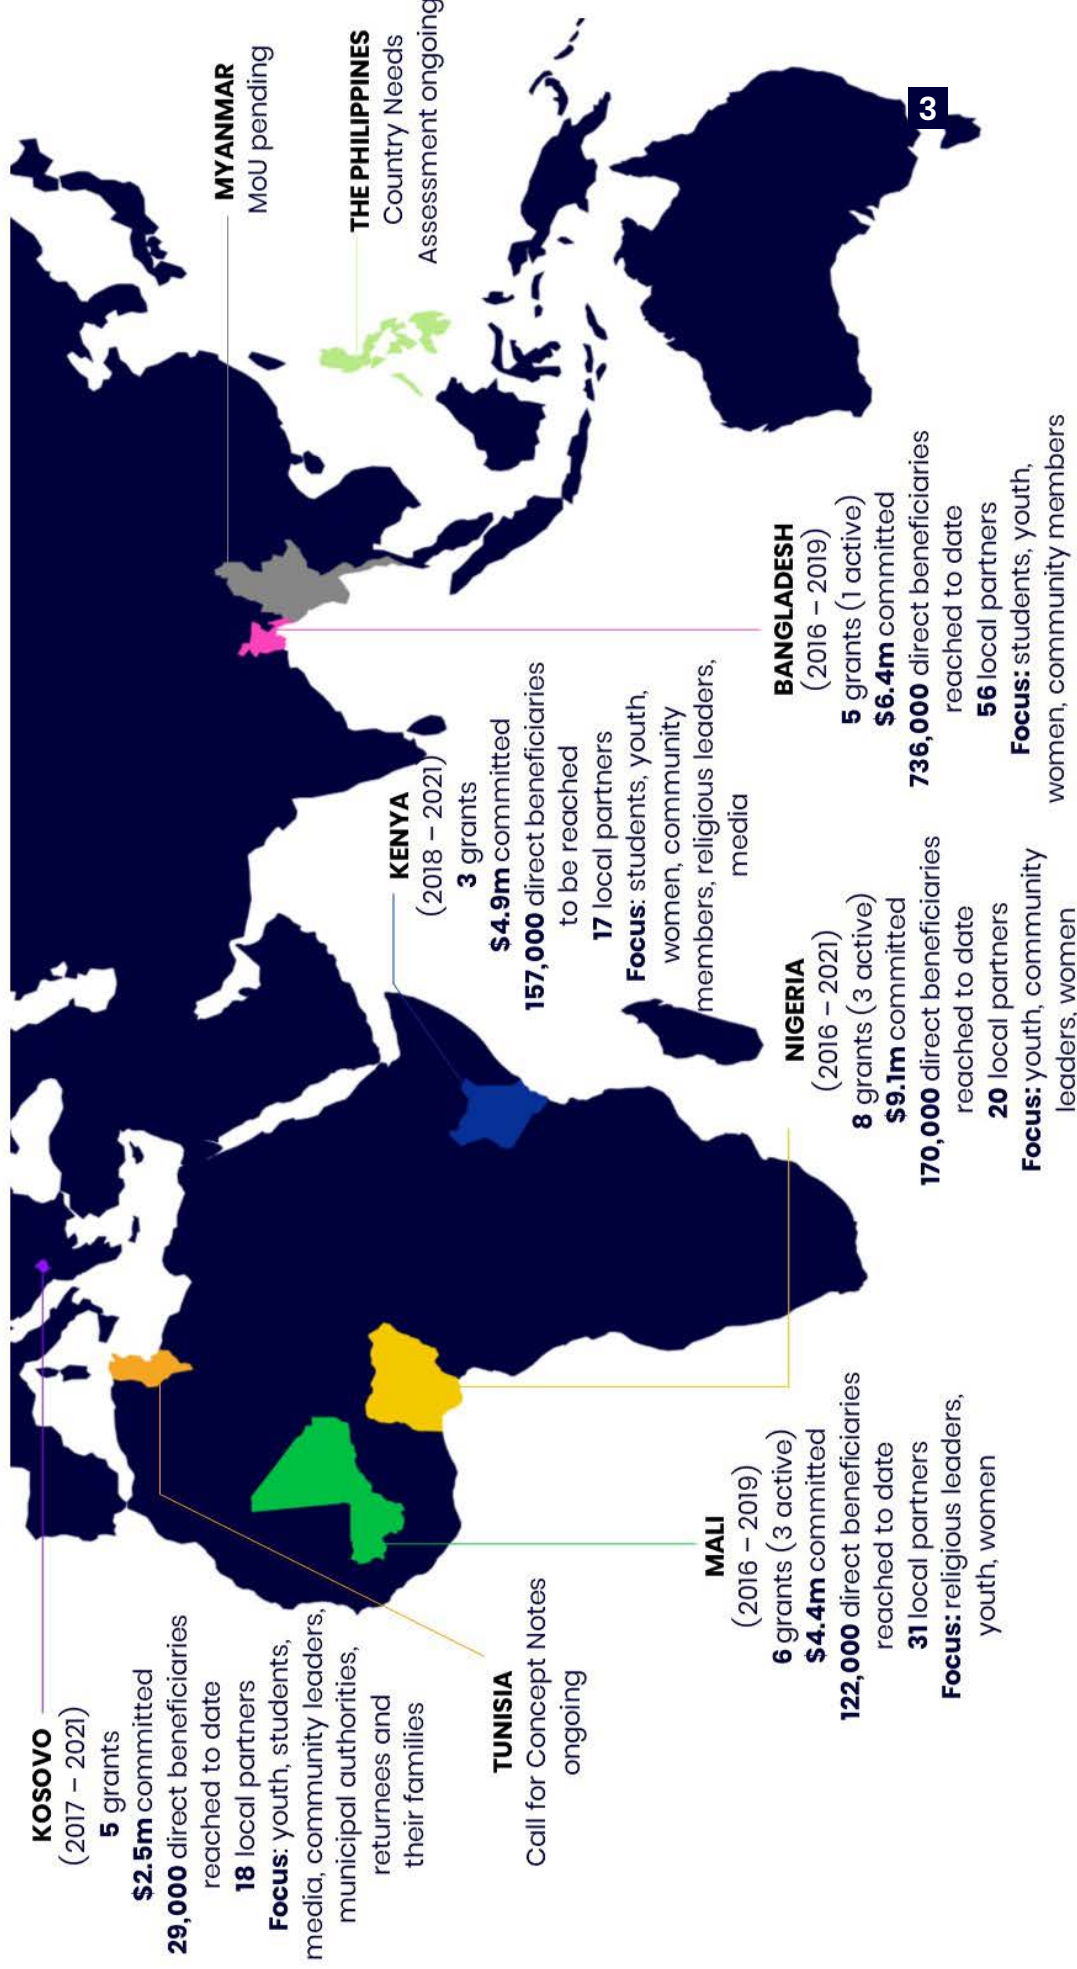 KOSOVO
(2017 – 2021)
5 grants
$2.5m committed
29,000 direct beneficiaries
reached to date
18 local partners
Focus: youth, students,
media, community leaders,
municipal authorities,
returnees and
their families
TUNISIA
Call for Concept Notes
ongoing
MALI
(2016 – 2019)
6 grants (3 active)
$4.4m committed
122,000 direct beneficiaries
reached to date
31 local partners
Focus: religious leaders,
youth, women
NIGERIA
(2016 – 2021)
8 grants (3 active)
$9.1m committed
170,000 direct beneficiaries
reached to date
20 local partners
Focus: youth, community
leaders, women
KENYA
(2018 – 2021)
3 grants
$4.9m committed
157,000 direct beneficiaries
to be reached
17 local partners
Focus: students, youth,
women, community
members, religious leaders,
media
BANGLADESH
(2016 – 2019)
5 grants (1 active)
$6.4m committed
736,000 direct beneficiaries
reached to date
56 local partners
Focus: students, youth,
women, community members
MYANMAR
MoU pending
THE PHILIPPINES
Country Needs
Assessment ongoing
3